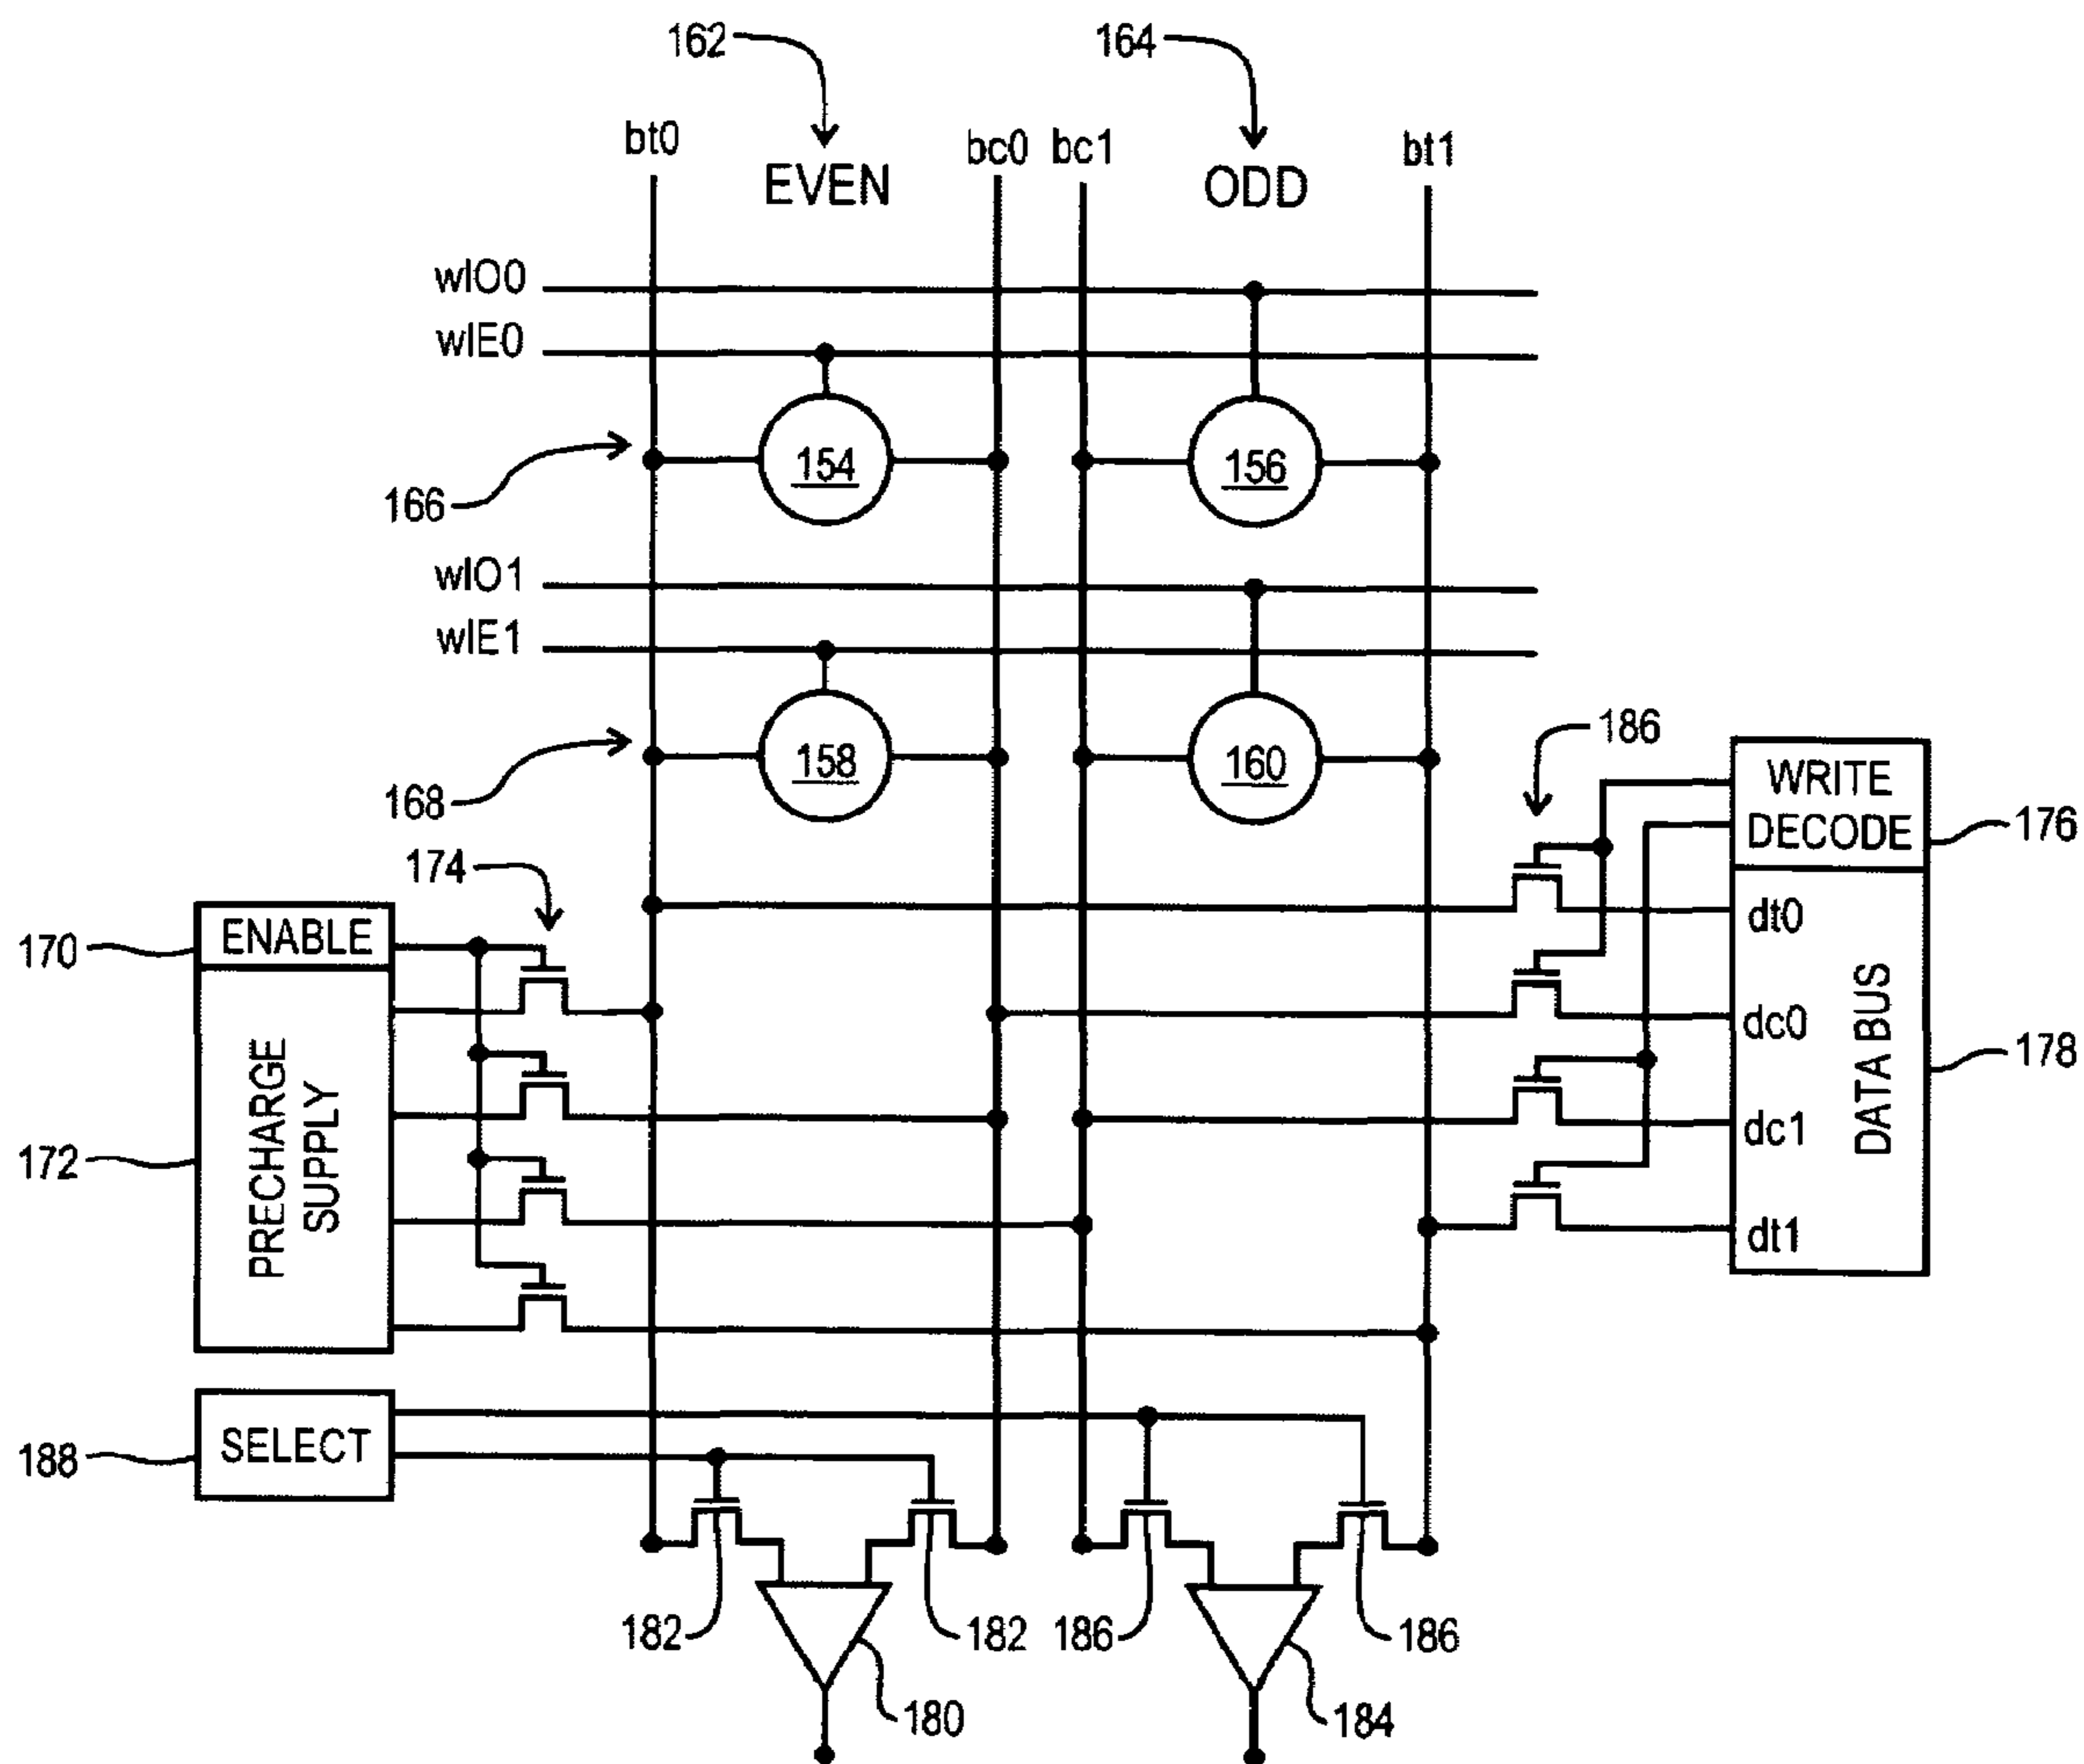 162
164
bt0
EVEN
bc0
bc1
ODD
bt1
wlO0
wlE0
154
156
166
wlO1
wlE1
158
160
168
186
WRITE
DECODE
176
174
ENABLE
170
dt0
dc0
dc1
dt1
DATA BUS
178
PRECHARGE
SUPPLY
172
SELECT
188
182
182
186
186
180
184